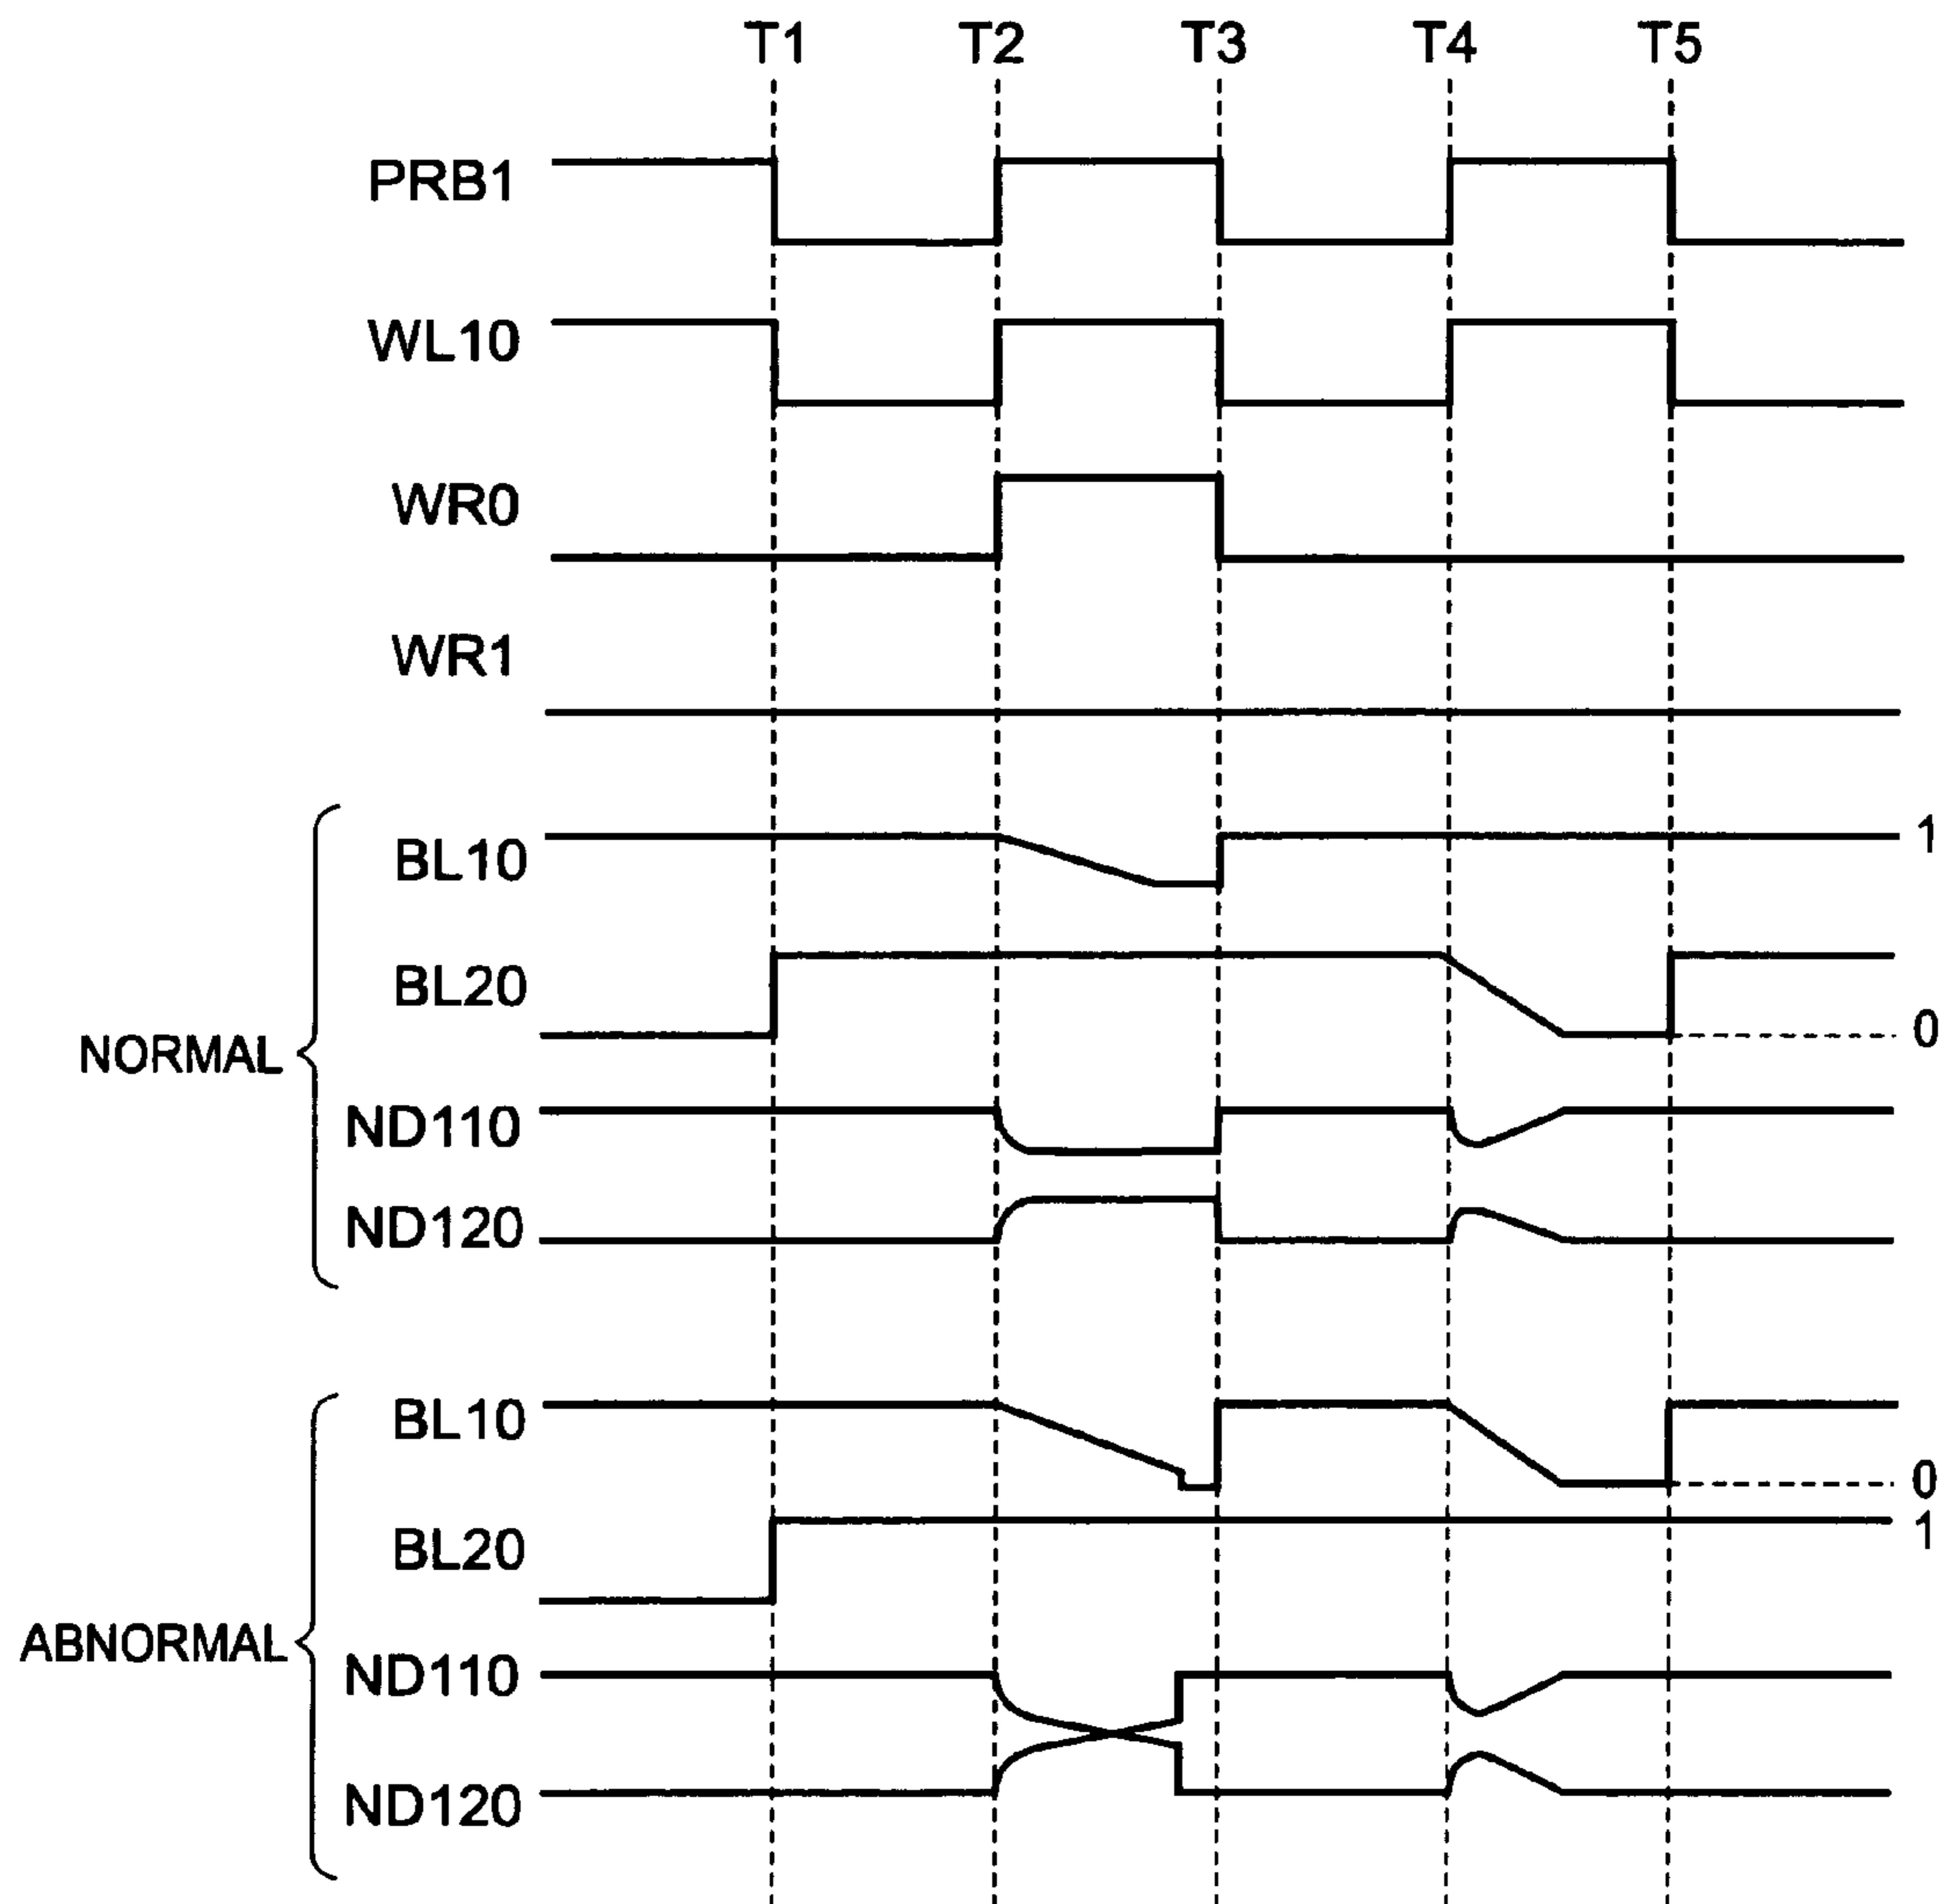 T1 T2 T3 T4 T5
PRB1
WL10
WR0
WR1
NORMAL
BL10 1
BL20 0
ND110
ND120
ABNORMAL
BL10 0
BL20 1
ND110
ND120